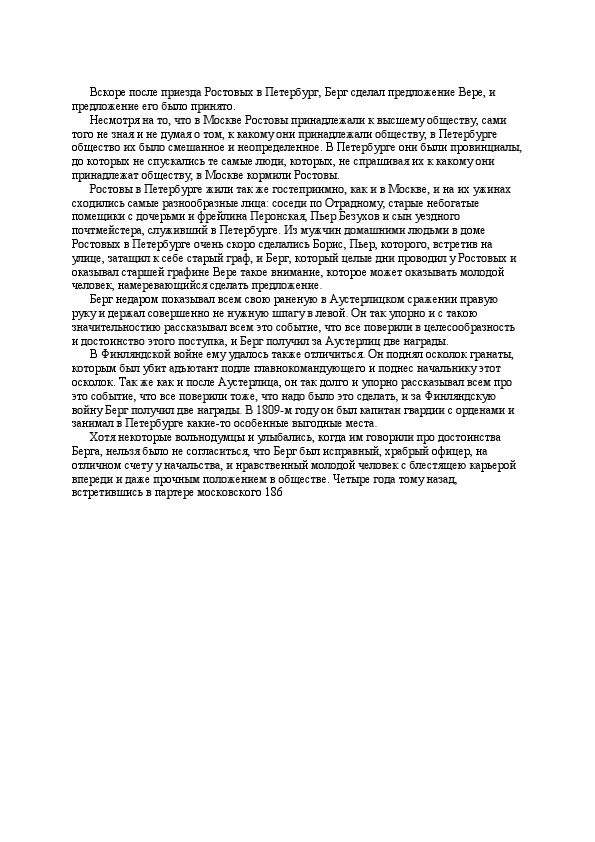 Вскоре после приезда Ростовых в Петербург, Берг сделал предложение Вере, и
предложение его было принято.
Несмотря на то, что в Москве Ростовы принадлежали к высшему обществу, сами
того не зная и не думая о том, к какому они принадлежали обществу, в Петербурге
общество их было смешанное и неопределенное. В Петербурге они были провинциалы,
до которых не спускались те самые люди, которых, не спрашивая их к какому они
принадлежат обществу, в Москве кормили Ростовы.
Ростовы в Петербурге жили так же гостеприимно, как и в Москве, и на их ужинах
сходились самые разнообразные лица: соседи по Отрадному, старые небогатые
помещики с дочерьми и фрейлина Перонская, Пьер Безухов и сын уездного
почтмейстера, служивший в Петербурге. Из мужчин домашними людьми в доме
Ростовых в Петербурге очень скоро сделались Борис, Пьер, которого, встретив на
улице, затащил к себе старый граф, и Берг, который целые дни проводил у Ростовых и
оказывал старшей графине Вере такое внимание, которое может оказывать молодой
человек, намеревающийся сделать предложение.
Берг недаром показывал всем свою раненую в Аустерлицком сражении правую
руку и держал совершенно не нужную шпагу в левой. Он так упорно и с такою
значительностию рассказывал всем это событие, что все поверили в целесообразность
и достоинство этого поступка, и Берг получил за Аустерлиц две награды.
В Финляндской войне ему удалось также отличиться. Он поднял осколок гранаты,
которым был убит адъютант подле главнокомандующего и поднес начальнику этот
осколок. Так же как и после Аустерлица, он так долго и упорно рассказывал всем про
это событие, что все поверили тоже, что надо было это сделать, и за Финляндскую
войну Берг получил две награды. В 1809-м году он был капитан гвардии с орденами и
занимал в Петербурге какие-то особенные выгодные места.
Хотя некоторые вольнодумцы и улыбались, когда им говорили про достоинства
Берга, нельзя было не согласиться, что Берг был исправный, храбрый офицер, на
отличном счету у начальства, и нравственный молодой человек с блестящею карьерой
впереди и даже прочным положением в обществе. Четыре года тому назад,
встретившись в партере московского 186